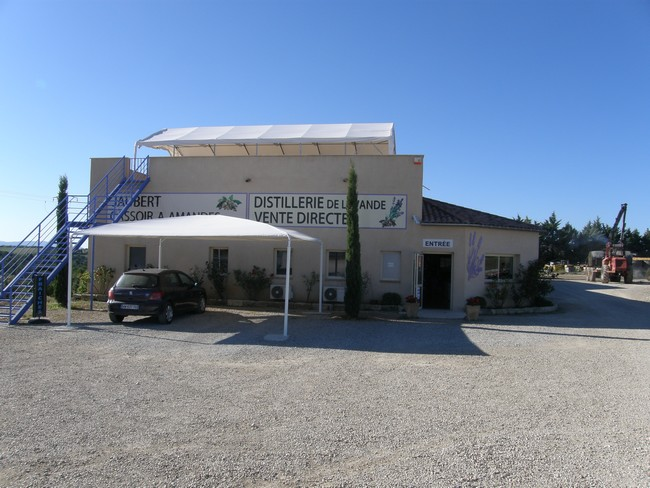 JAUBERT
CASSOIR A AMANDES
DISTILLERIE DE LAVANDE
VENTE DIRECTE
ENTRÉE